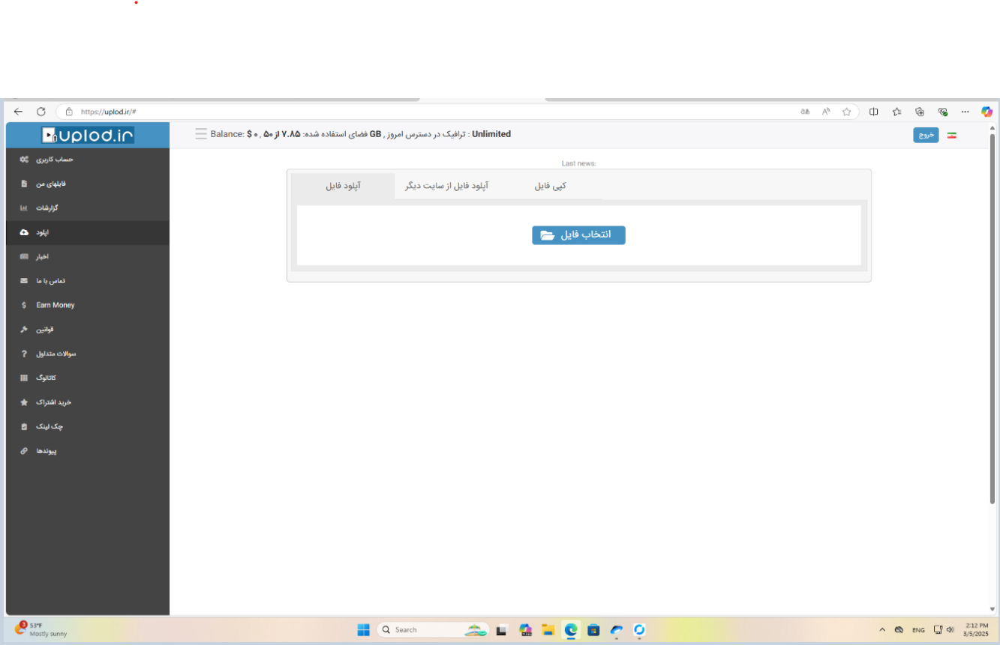 https://uplod.ir/#
uplod.ir
Balance: $ ۰ , فضای استفاده شده: ۷.۸۵ از ۵۰ GB , ترافیک در دسترس امروز : Unlimited
خروج
حساب کاربری
فایلهای من
گزارشات
اپلود
اخبار
تماس با ما
Earn Money
قوانین
سوالات متداول
کاتالوگ
خرید اشتراک
چک لینک
پیوندها
Last news:
آپلود فایل
آپلود فایل از سایت دیگر
کپی فایل
انتخاب فایل
3
53°F
Mostly sunny
Search
ENG
2:12 PM
3/5/2025